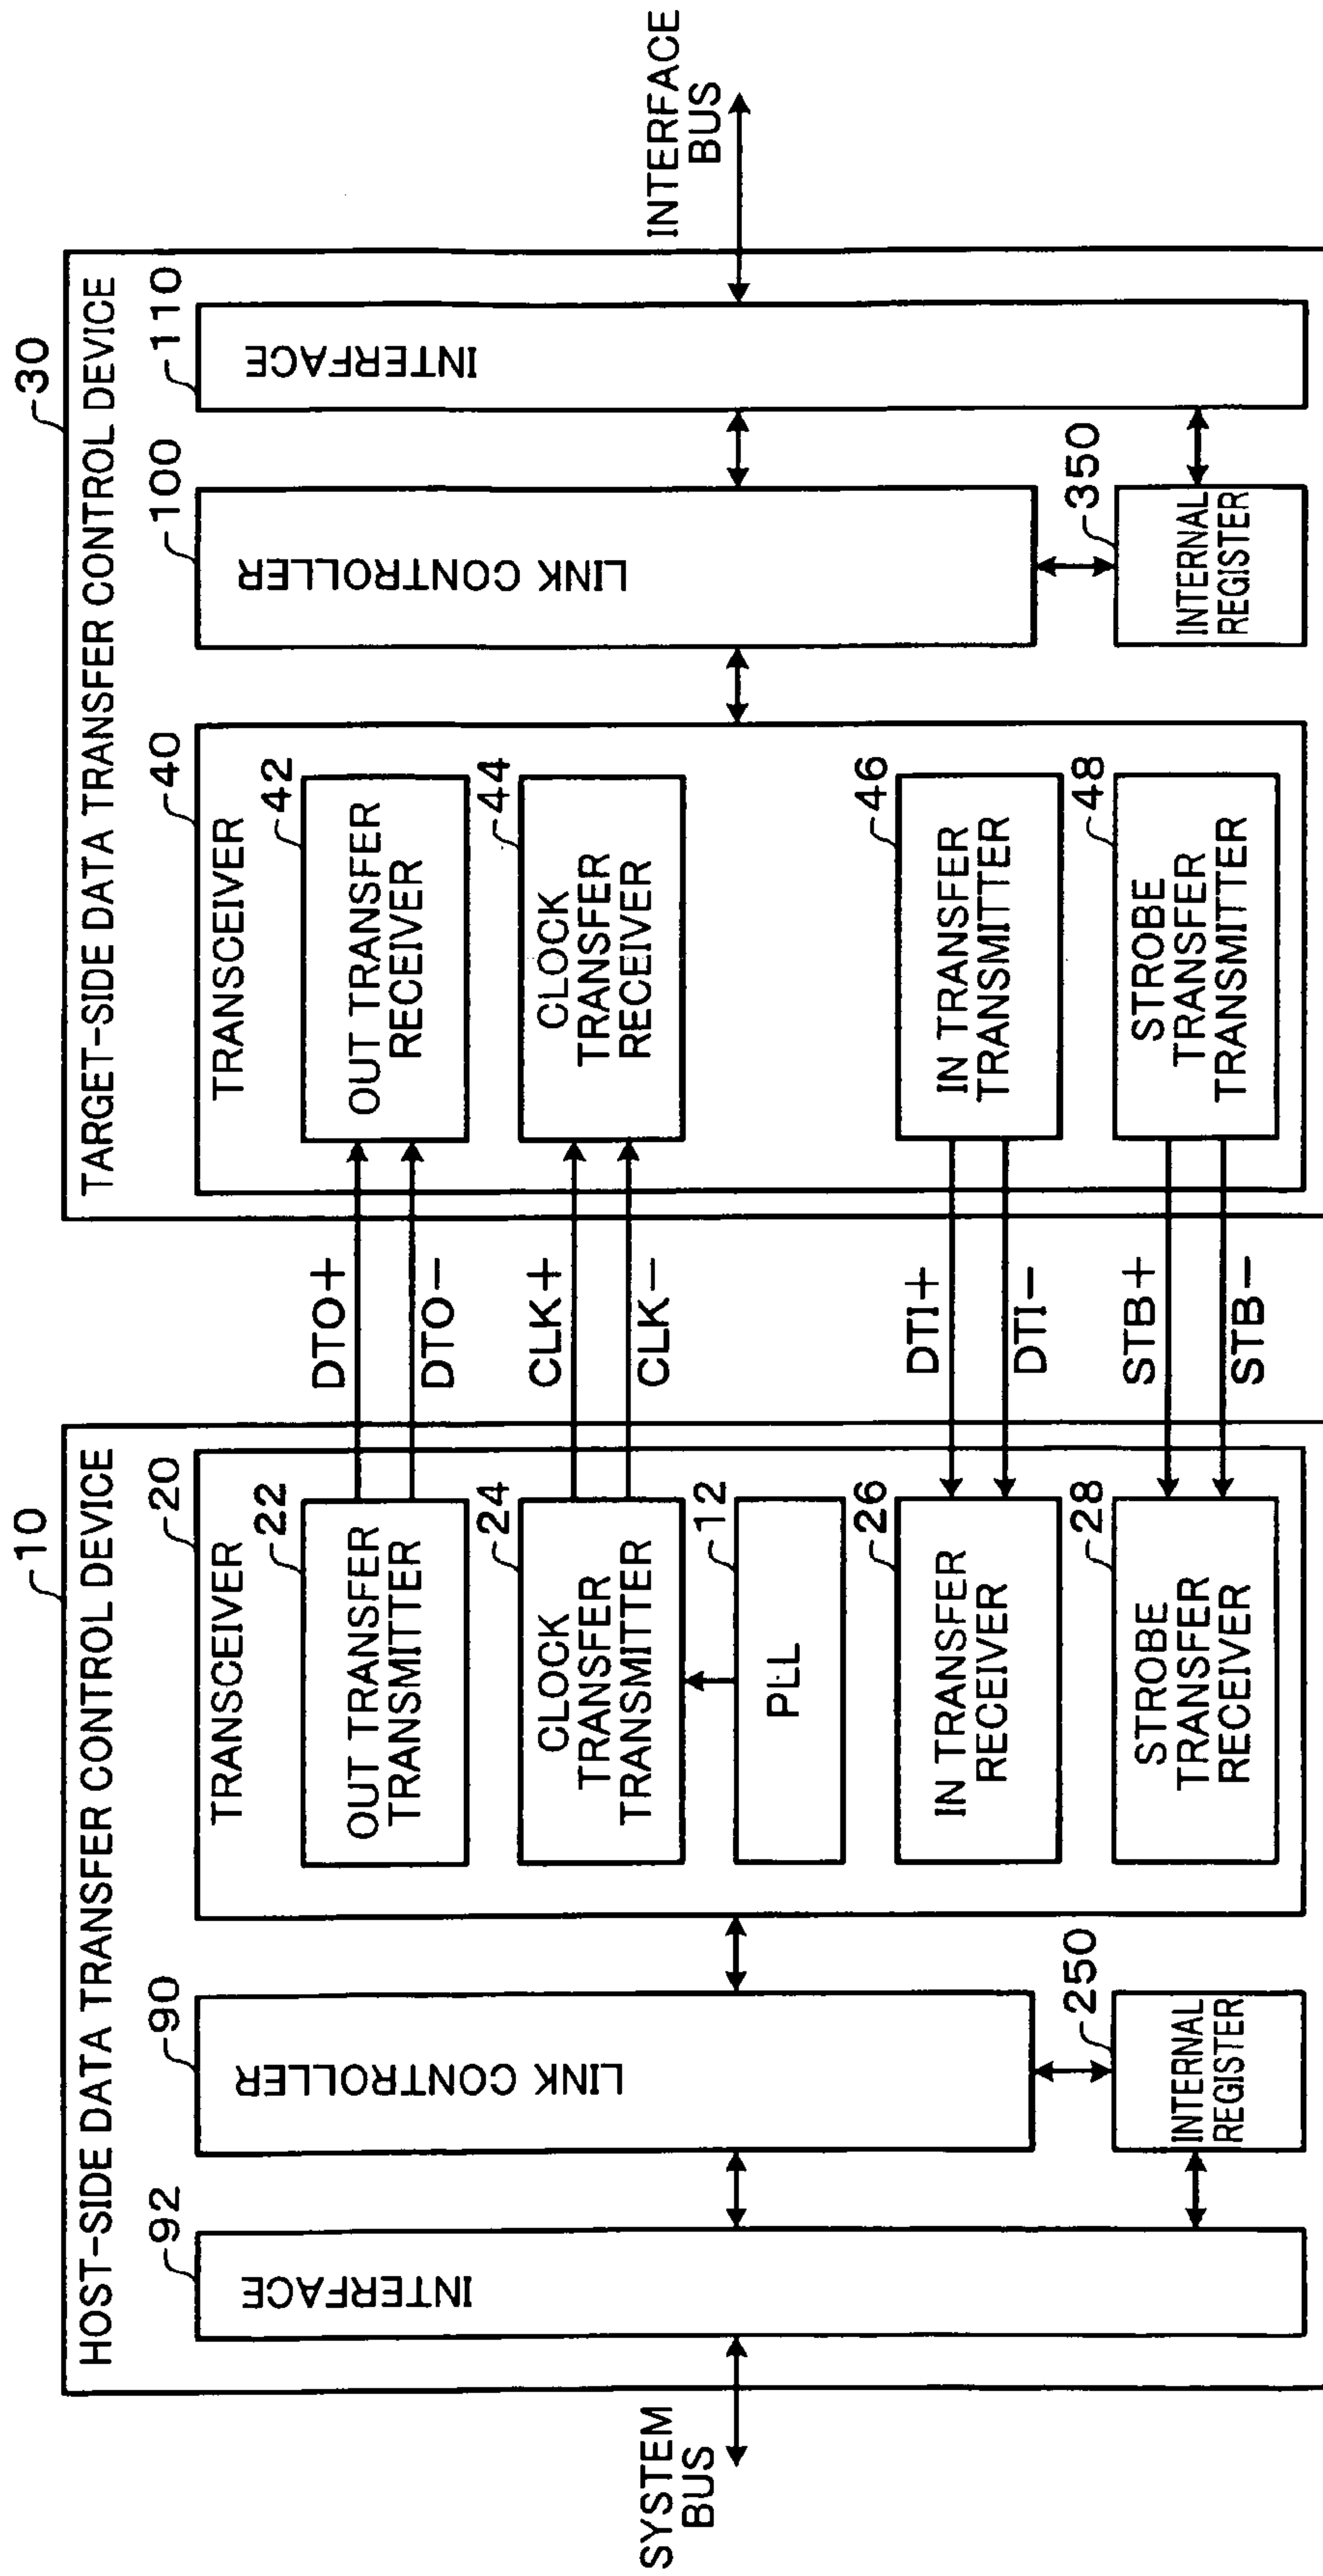 10
HOST-SIDE DATA TRANSFER CONTROL DEVICE
SYSTEM
BUS
92
INTERFACE
90
LINK CONTROLLER
250
INTERNAL
REGISTER
20
TRANSCEIVER
22
OUT TRANSFER
TRANSMITTER
24
CLOCK
TRANSFER
TRANSMITTER
12
PLL
26
IN TRANSFER
RECEIVER
28
STROBE
TRANSFER
RECEIVER
DTO+
DTO-
CLK+
CLK-
DTI+
DTI-
STB+
STB-
30
TARGET-SIDE DATA TRANSFER CONTROL DEVICE
40
TRANSCEIVER
42
OUT TRANSFER
RECEIVER
44
CLOCK
TRANSFER
RECEIVER
46
IN TRANSFER
TRANSMITTER
48
STROBE
TRANSFER
TRANSMITTER
100
LINK CONTROLLER
350
INTERNAL
REGISTER
110
INTERFACE
INTERFACE
BUS